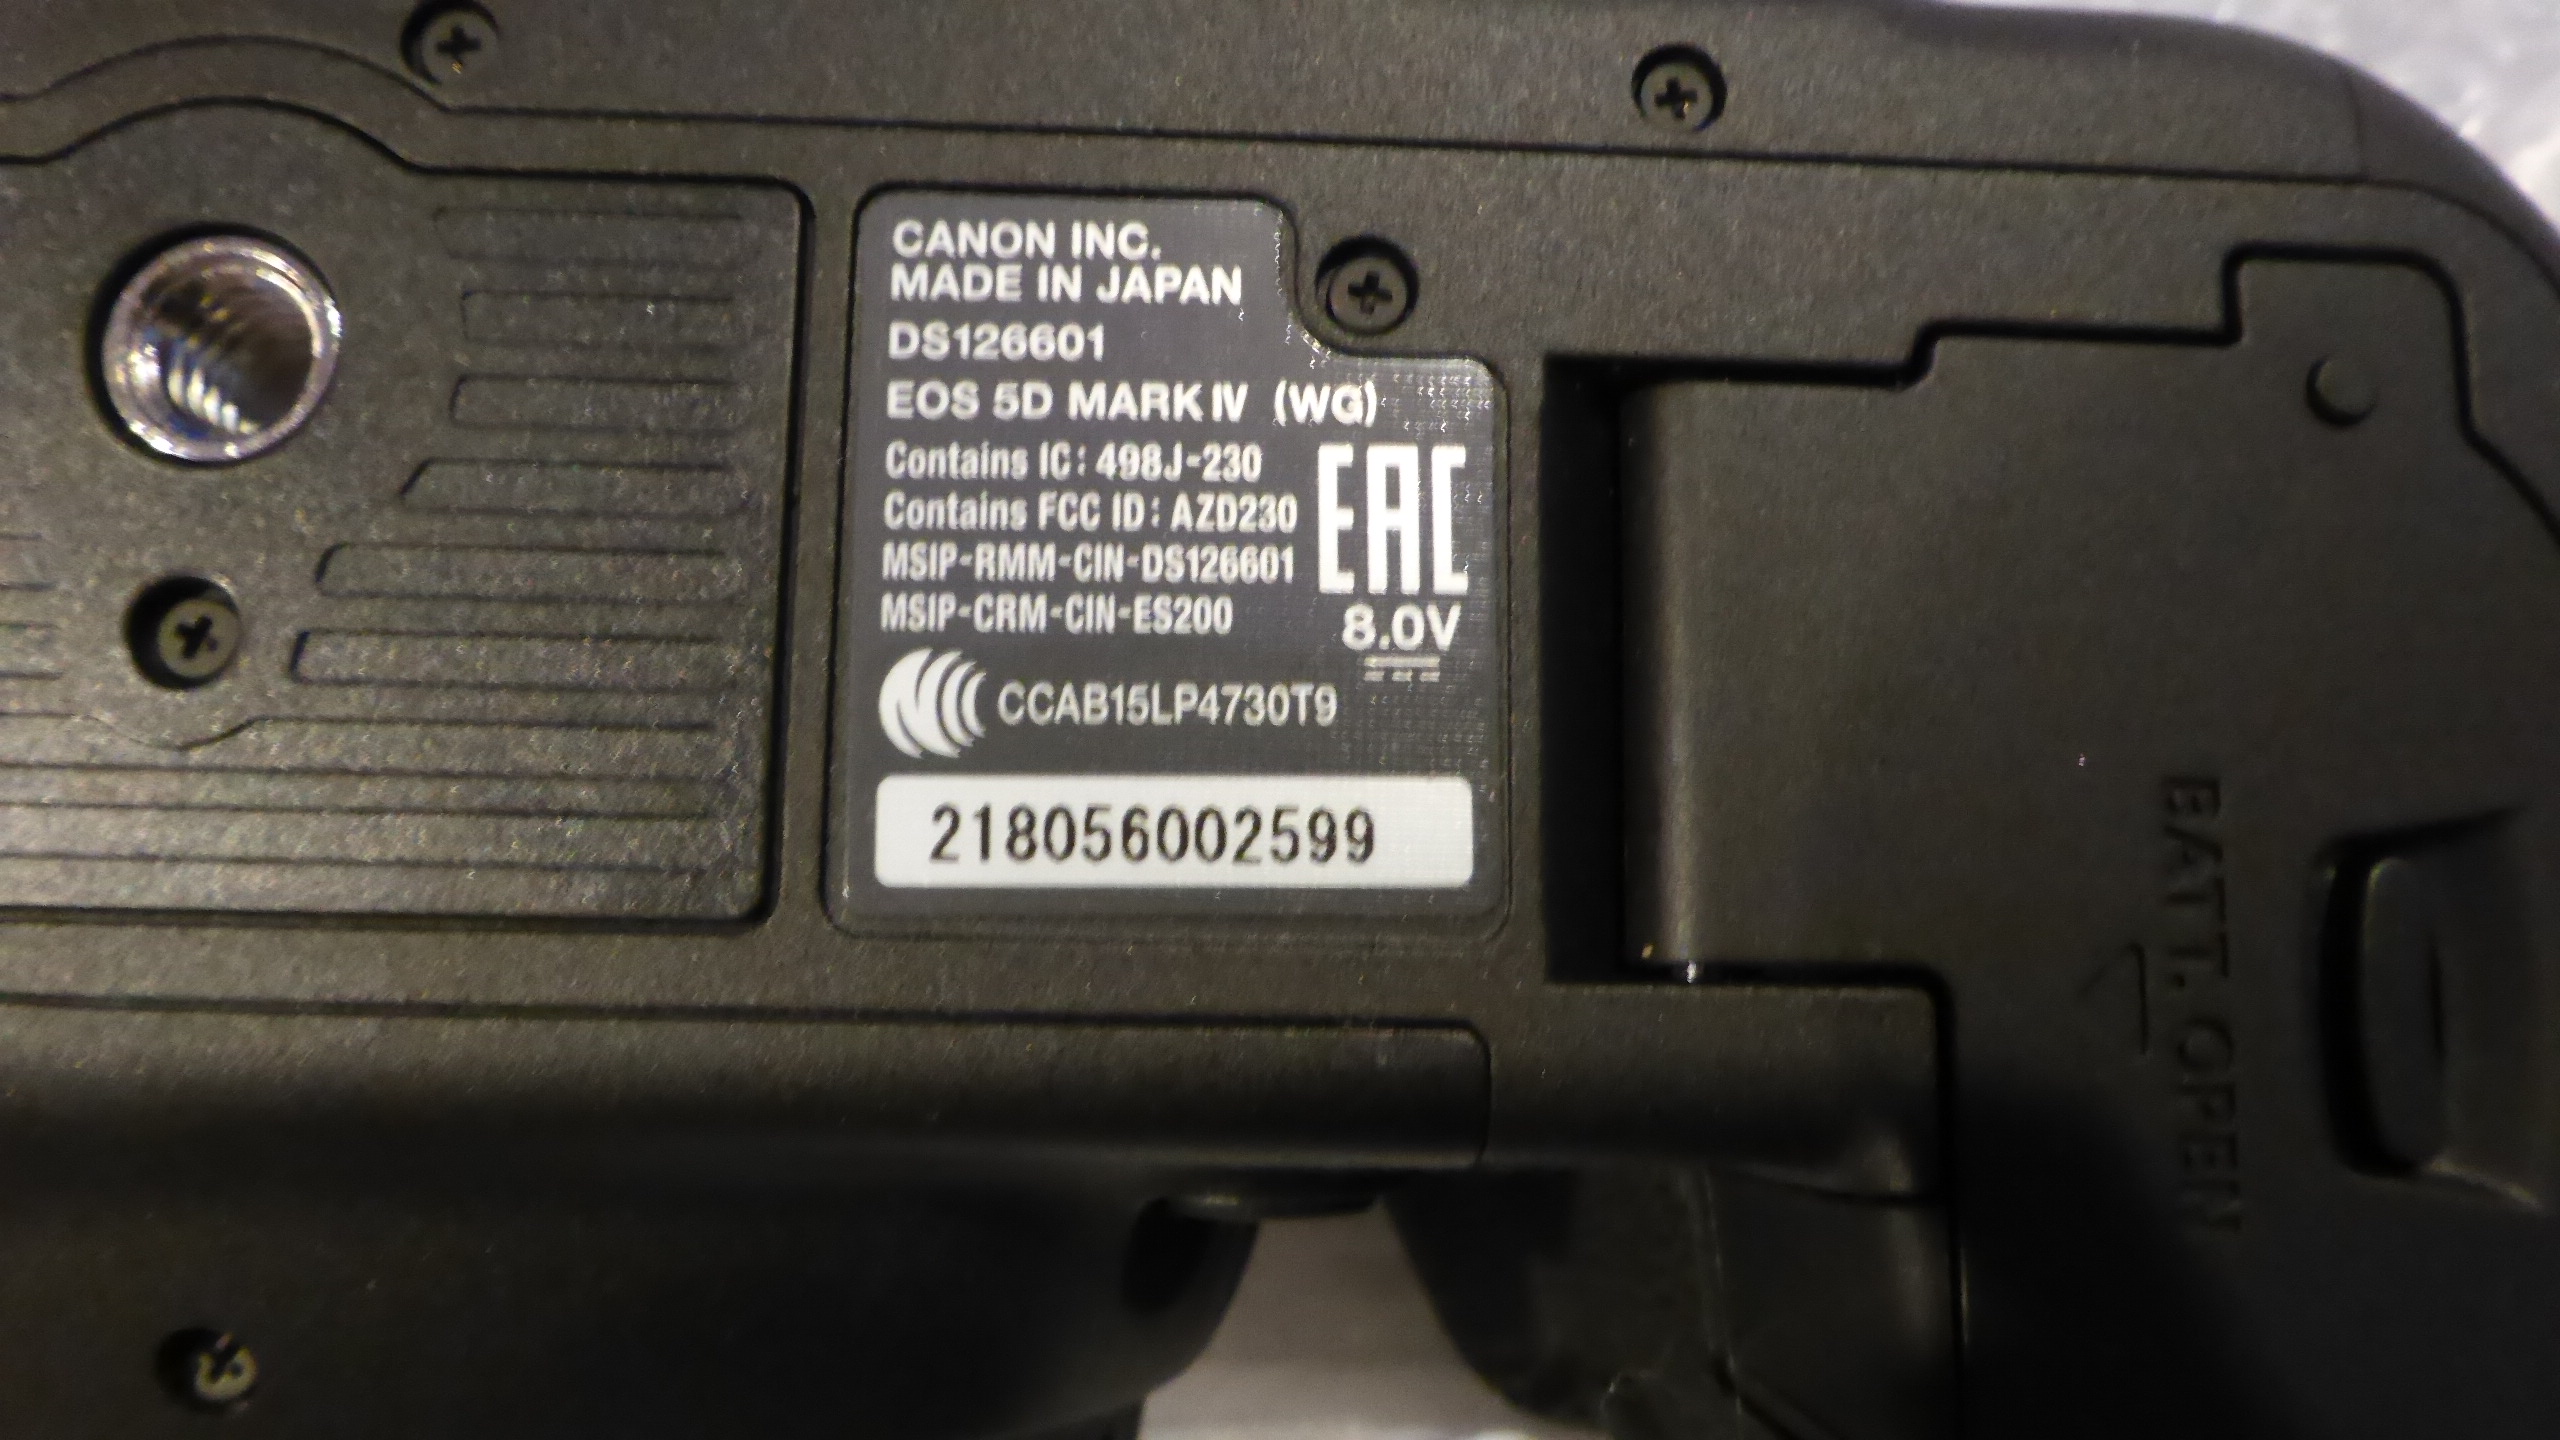 CANON INC.
MADE IN JAPAN
DS126601
EOS 5D MARK IV (WG)
Contains IC: 498J-230
Contains FCC ID: AZD230
MSIP-RMM-CIN-DS126601
MSIP-CRM-CIN-ES200
EAC
8.0V
CCAB15LP4730T9
218056002599
BATT. OPEN